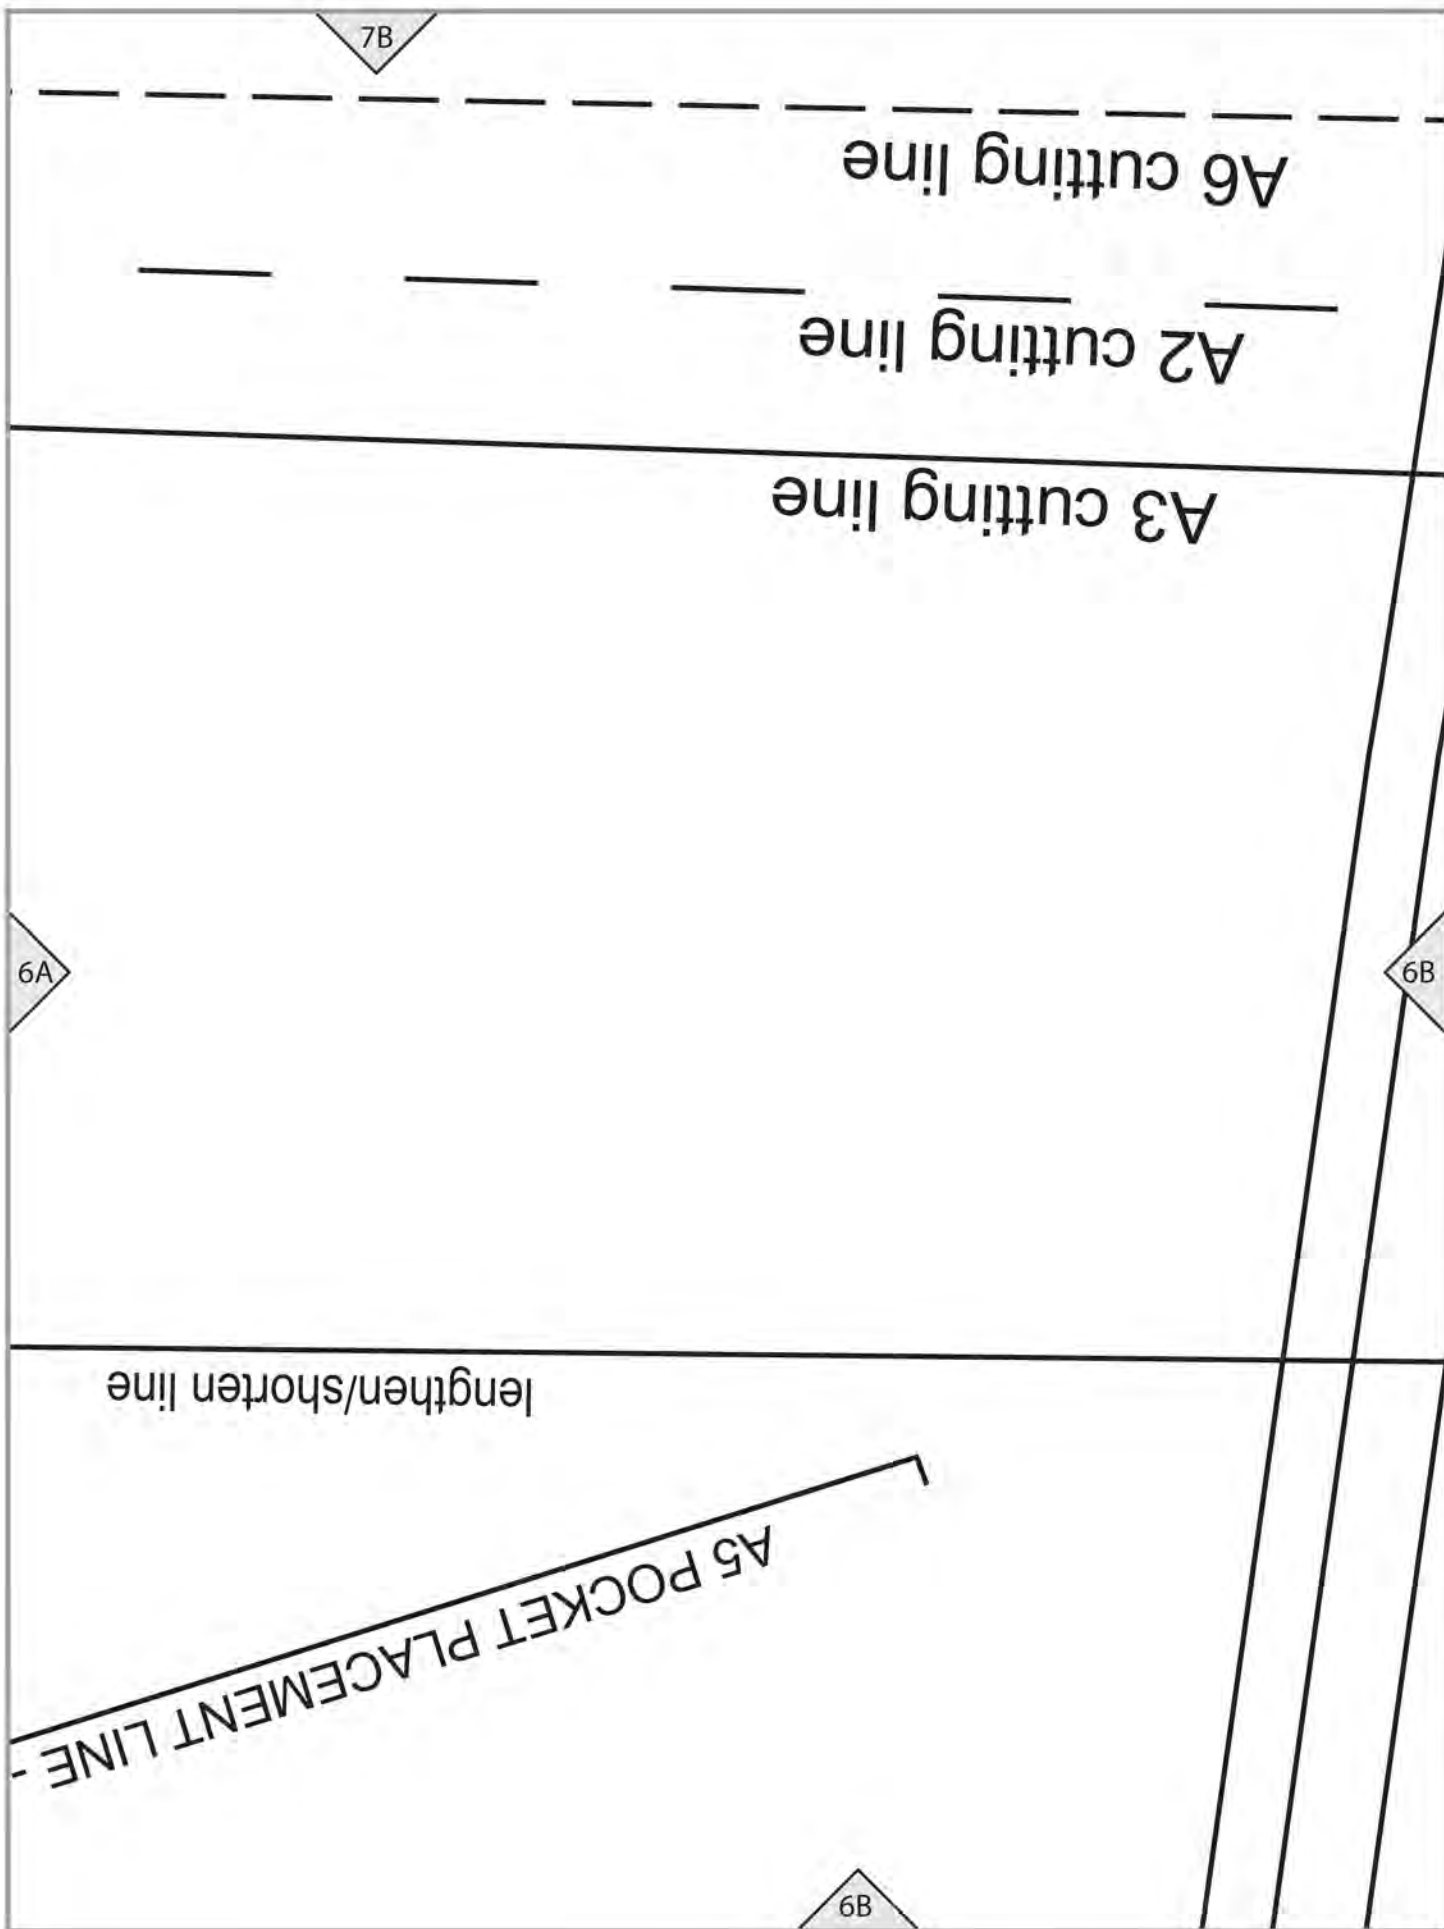 7B
A6 cutting line
A2 cutting line
A3 cutting line
6A
6B
lengthen/shorten line
A5 POCKET PLACEMENT LINE -
6B